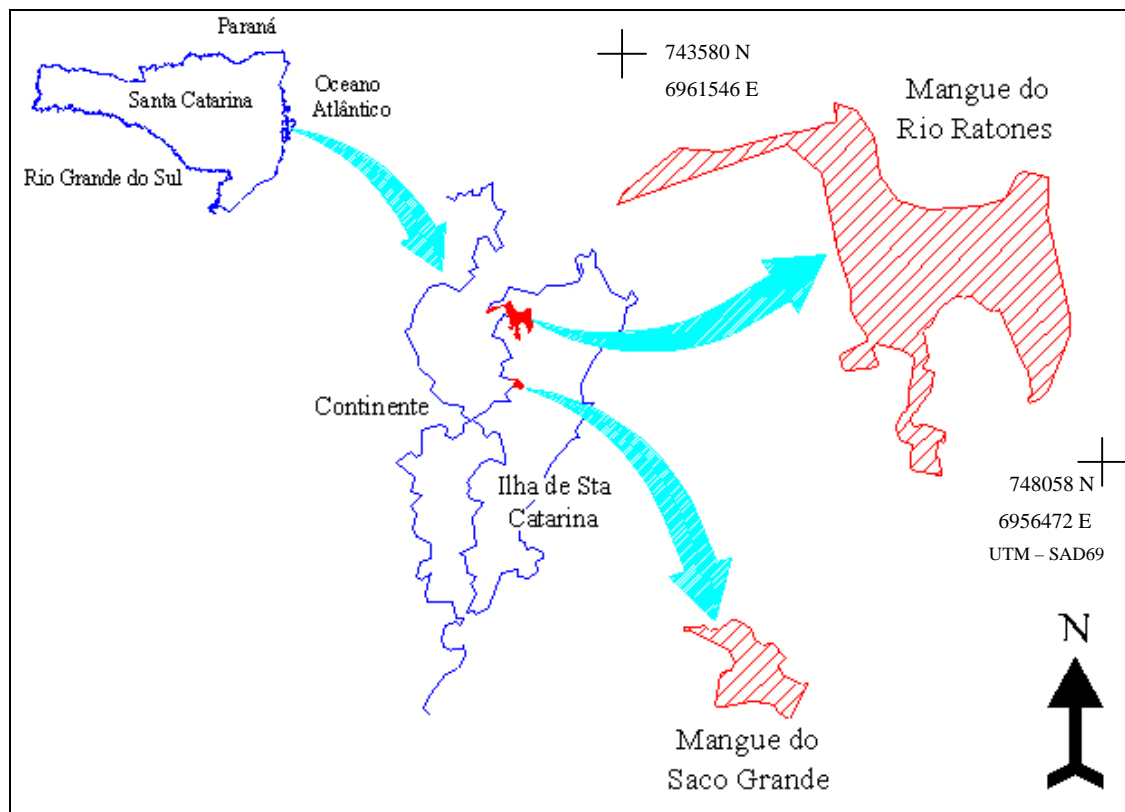 Paraná
Santa Catarina
Oceano
Atlântico
Rio Grande do Sul
743580 N
6961546 E
Mangue do
Rio Ratones
Continente
Ilha de Sta
Catarina
748058 N
6956472 E
UTM – SAD69
N
Mangue do
Saco Grande